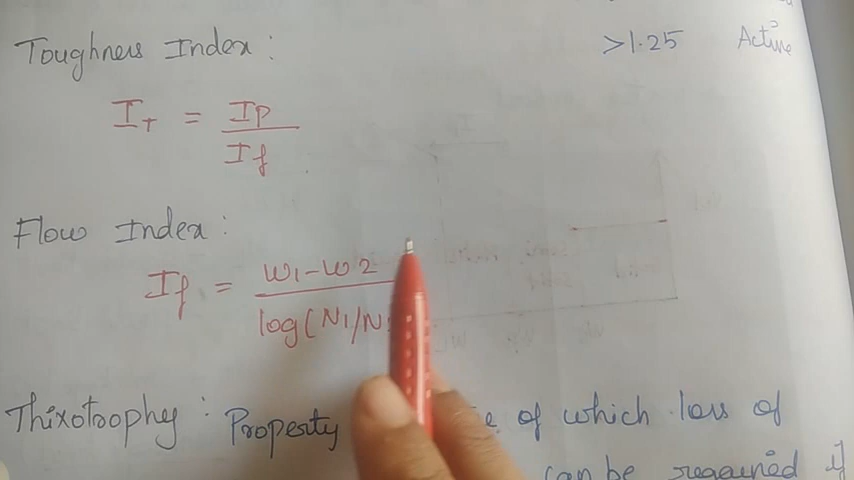 Toughness Index : >1.25 Active
I_T = Ip / If
Flow Index :
If = w1-w2 / log(N1/N
Thixotrophy : Property of which loss of
can be regained if